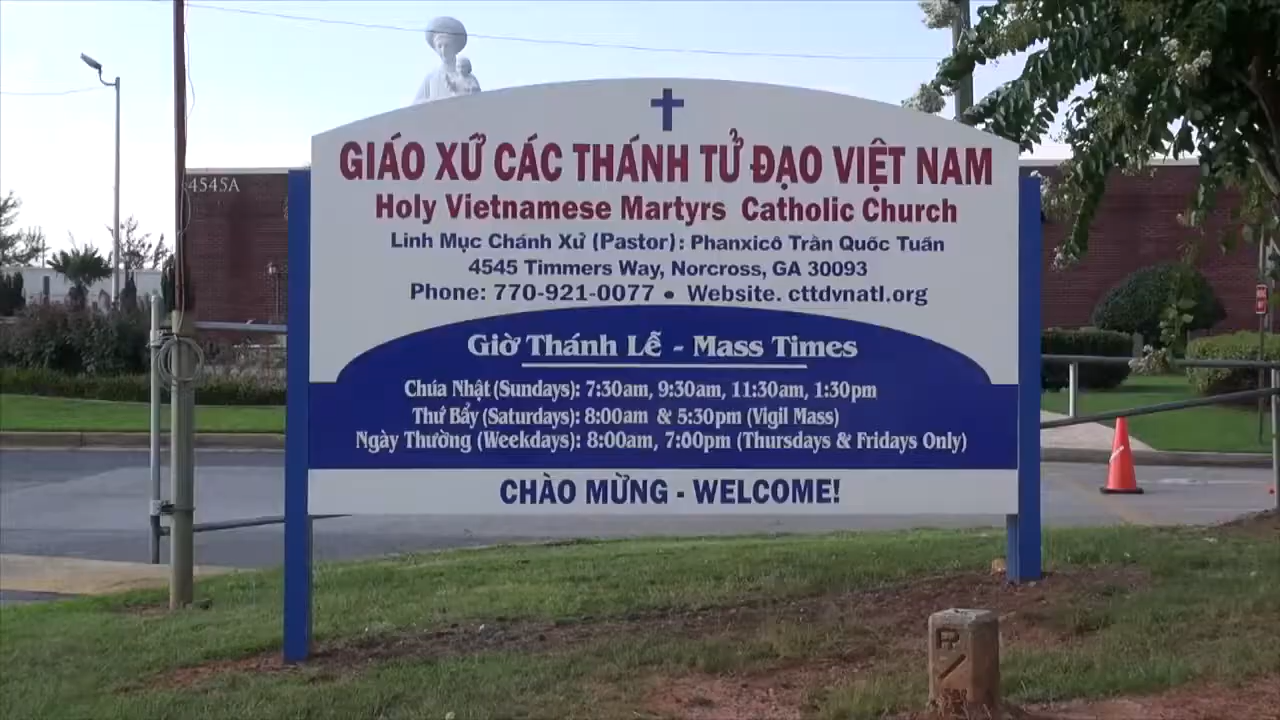 4545A
GIÁO XỨ CÁC THÁNH TỬ ĐẠO VIỆT NAM
Holy Vietnamese Martyrs Catholic Church
Linh Mục Chánh Xứ (Pastor): Phanxicô Trần Quốc Tuấn
4545 Timmers Way, Norcross, GA 30093
Phone: 770-921-0077 • Website. cttdvnatl.org
Giờ Thánh Lễ - Mass Times
Chúa Nhật (Sundays): 7:30am, 9:30am, 11:30am, 1:30pm
Thứ Bẩy (Saturdays): 8:00am & 5:30pm (Vigil Mass)
Ngày Thường (Weekdays): 8:00am, 7:00pm (Thursdays & Fridays Only)
CHÀO MỪNG - WELCOME!